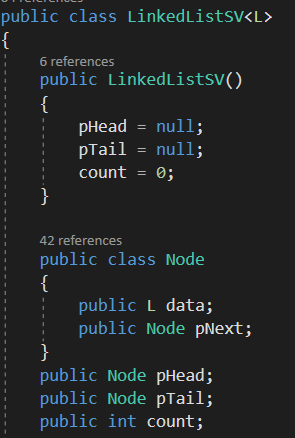 public class LinkedListSV<L>
{
6 references
public LinkedListSV()
{
pHead = null;
pTail = null;
count = 0;
}
42 references
public class Node
{
public L data;
public Node pNext;
}
public Node pHead;
public Node pTail;
public int count;